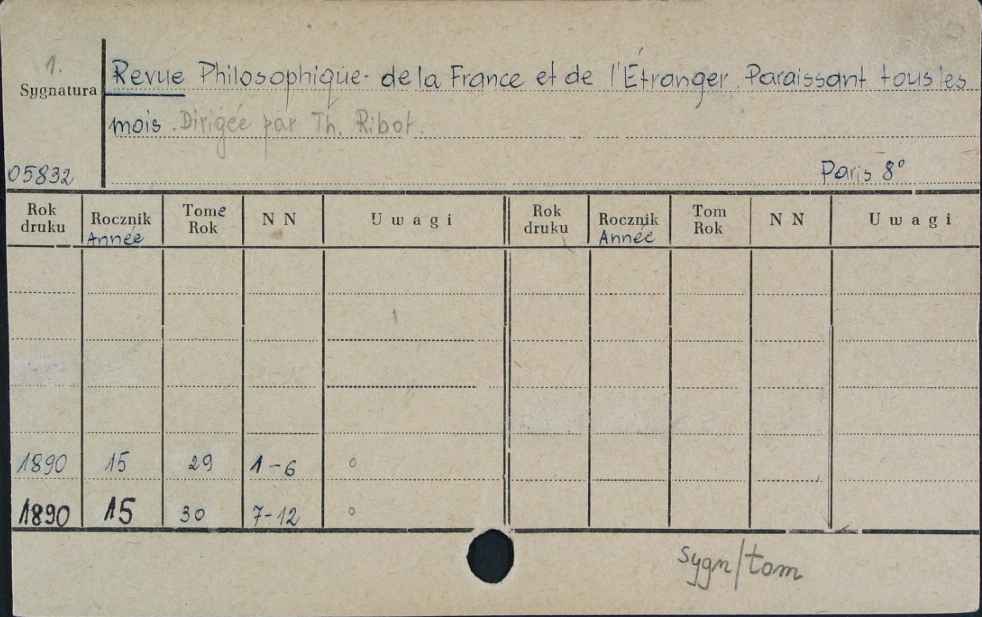 1.
Sygnatura
Revue Philosophique de la France et de l'Étranger. Paraissant tous les
mois. Dirigée par Th. Ribot.
05832
Paris 8°
Rok druku Rocznik Année Tome Rok N N Uwagi Rok druku Rocznik Année Tom Rok N N Uwagi
1890 15 29 1-6 o
1890 15 30 7-12 o
sygn/tom